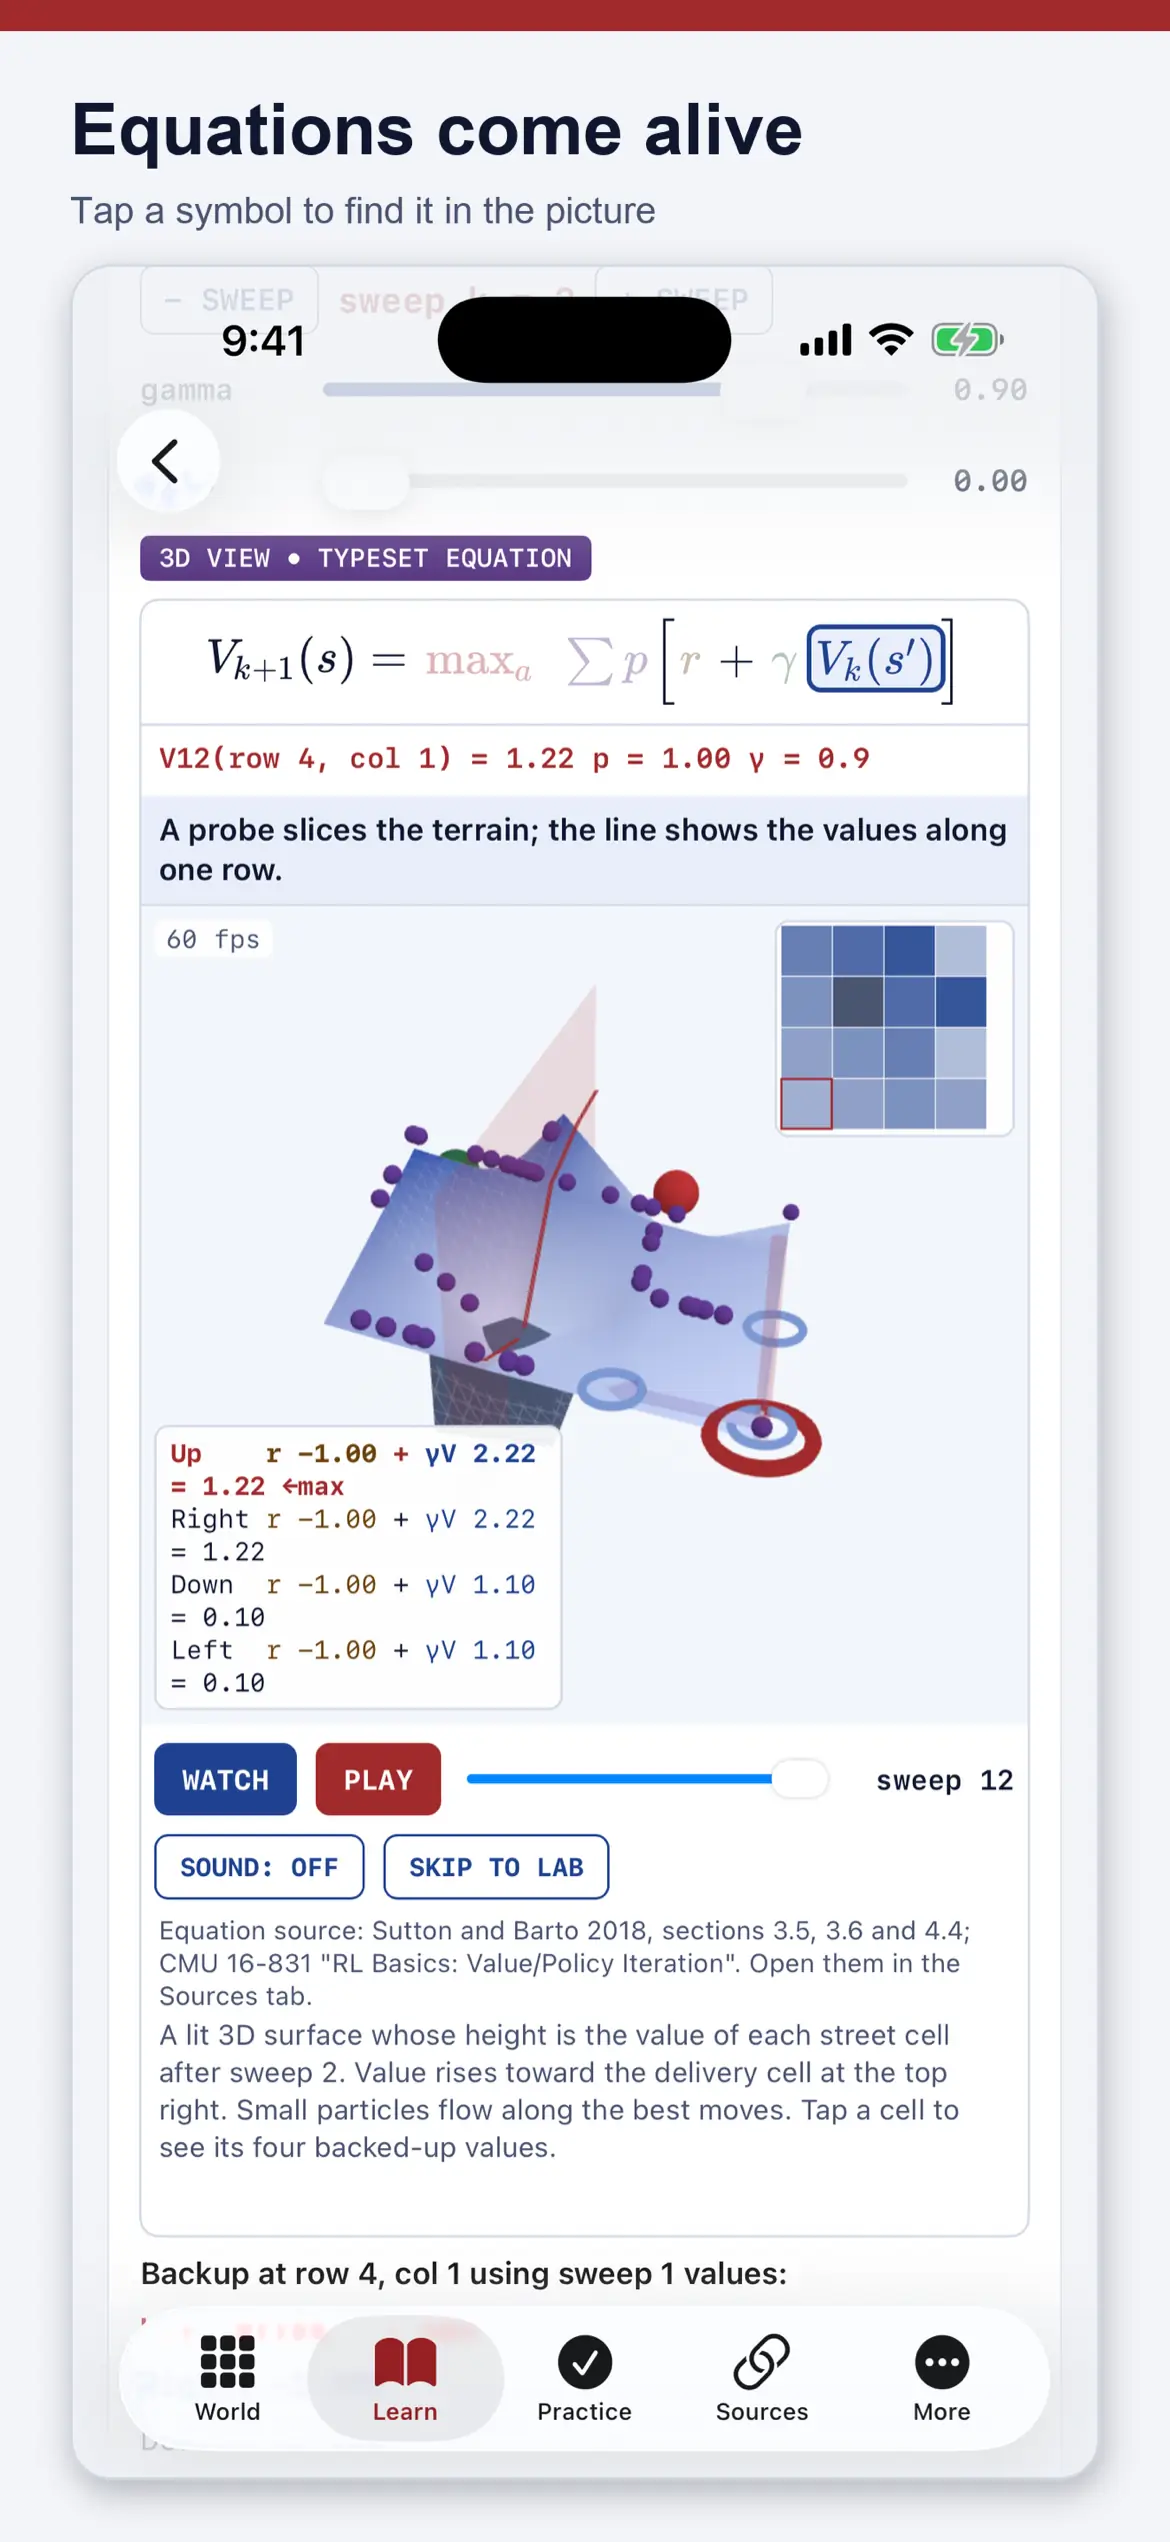 Equations come alive
Tap a symbol to find it in the picture
− SWEEP sweep + SWEEP
9:41
gamma 0.90
0.00
3D VIEW • TYPESET EQUATION
Vk+1(s) = maxa ∑ p [ r + γ Vk(s′) ]
V12(row 4, col 1) = 1.22 p = 1.00 γ = 0.9
A probe slices the terrain; the line shows the values along
one row.
60 fps
Up r −1.00 + γV 2.22
= 1.22 ←max
Right r −1.00 + γV 2.22
= 1.22
Down r −1.00 + γV 1.10
= 0.10
Left r −1.00 + γV 1.10
= 0.10
WATCH PLAY sweep 12
SOUND: OFF SKIP TO LAB
Equation source: Sutton and Barto 2018, sections 3.5, 3.6 and 4.4;
CMU 16-831 "RL Basics: Value/Policy Iteration". Open them in the
Sources tab.
A lit 3D surface whose height is the value of each street cell
after sweep 2. Value rises toward the delivery cell at the top
right. Small particles flow along the best moves. Tap a cell to
see its four backed-up values.
Backup at row 4, col 1 using sweep 1 values:
World Learn Practice Sources More